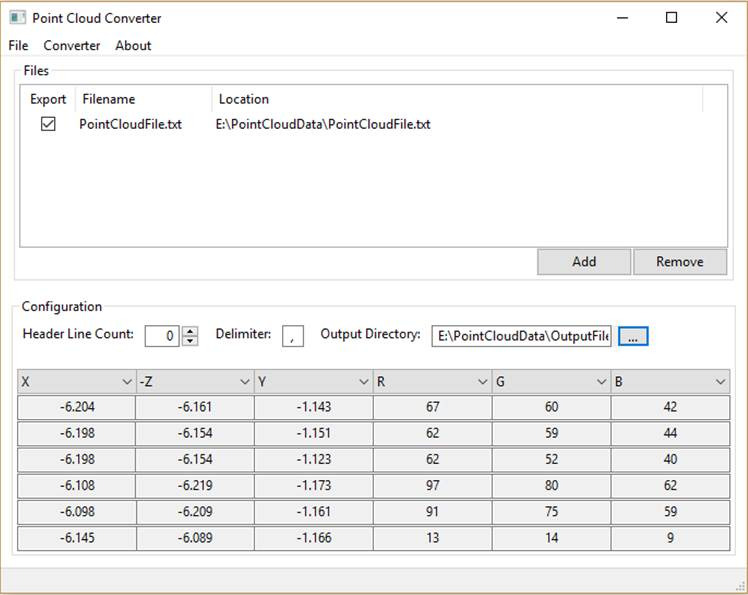 Point Cloud Converter
File Converter About
Files
Export Filename Location
PointCloudFile.txt E:\PointCloudData\PointCloudFile.txt
Add Remove
Configuration
Header Line Count: 0 Delimiter: , Output Directory: E:\PointCloudData\OutputFile ...
X -Z Y R G B
-6.204 -6.161 -1.143 67 60 42
-6.198 -6.154 -1.151 62 59 44
-6.198 -6.154 -1.123 62 52 40
-6.108 -6.219 -1.173 97 80 62
-6.098 -6.209 -1.161 91 75 59
-6.145 -6.089 -1.166 13 14 9